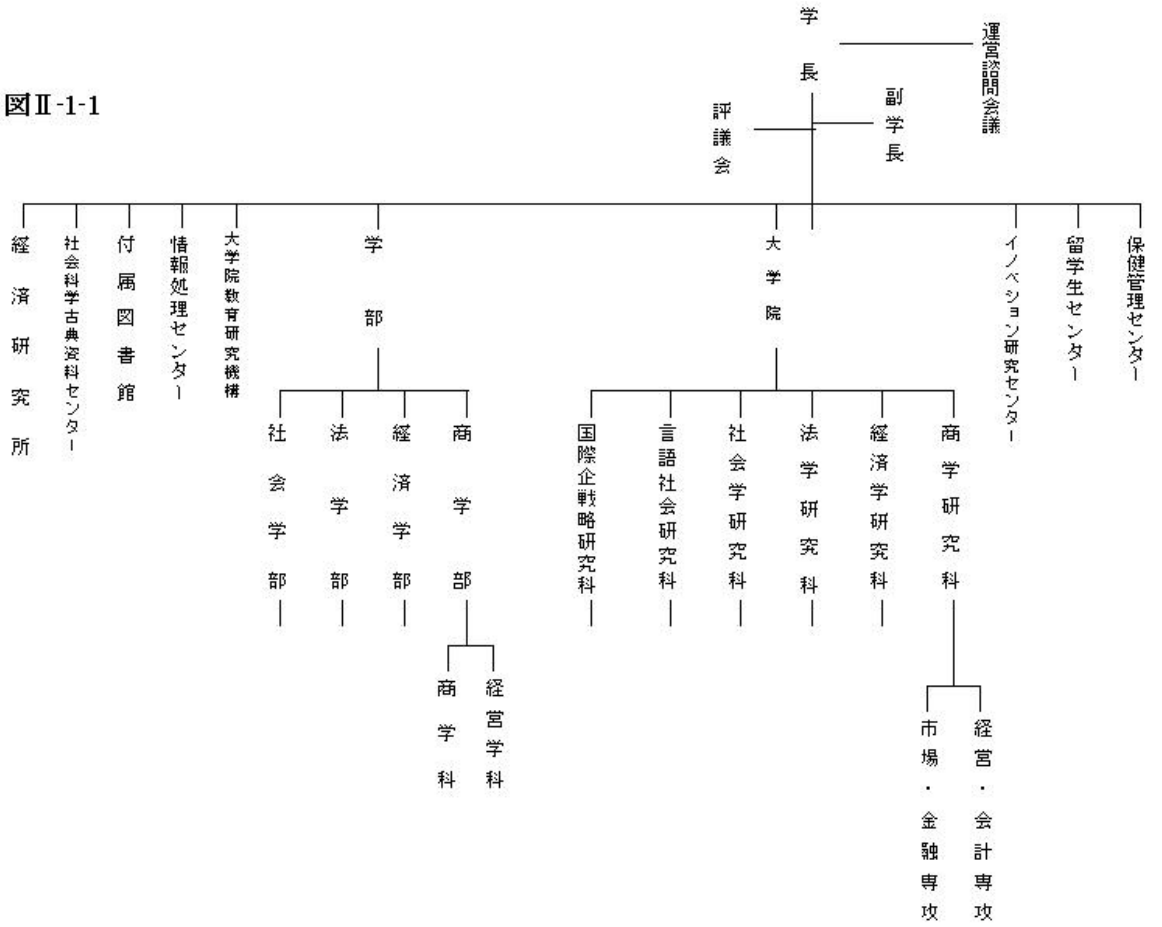 図Ⅱ-1-1
学長
運営諮問会議
副学長
評議会
経済研究所
社会科学古典資料センター
付属図書館
情報処理センター
大学院教育研究機構
学部
大学院
イノベション研究センター
留学生センター
保健管理センター
社会学部
法学部
経済学部
商学部
国際企戦略研究科
言語社会研究科
社会学研究科
法学研究科
経済学研究科
商学研究科
商学科
経営学科
市場・金融専攻
経営・会計専攻